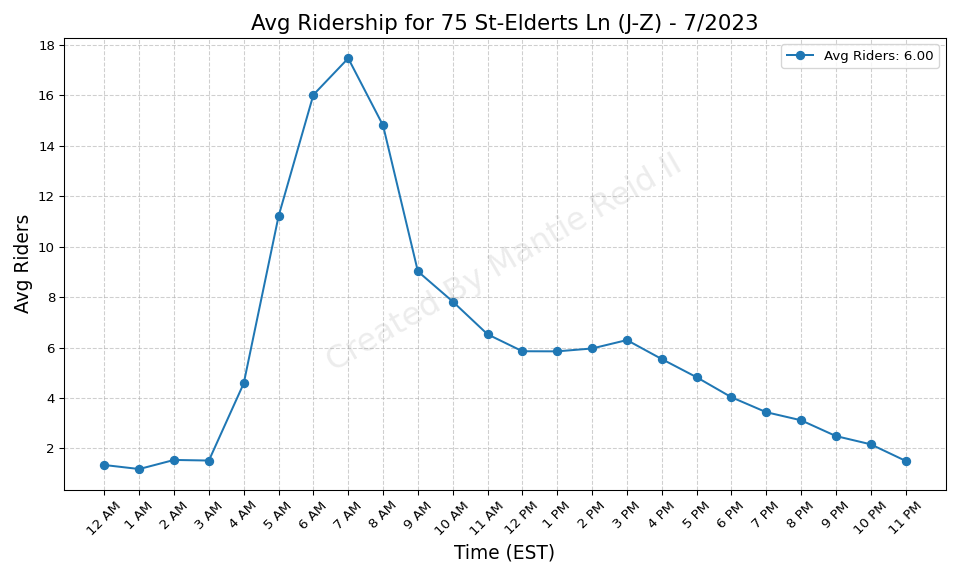 Avg Ridership for 75 St-Elderts Ln (J-Z) - 7/2023
Avg Riders: 6.00
18
16
14
12
10
8
6
4
2
Avg Riders
Created By Mantie Reid II
12 AM
1 AM
2 AM
3 AM
4 AM
5 AM
6 AM
7 AM
8 AM
9 AM
10 AM
11 AM
12 PM
1 PM
2 PM
3 PM
4 PM
5 PM
6 PM
7 PM
8 PM
9 PM
10 PM
11 PM
Time (EST)